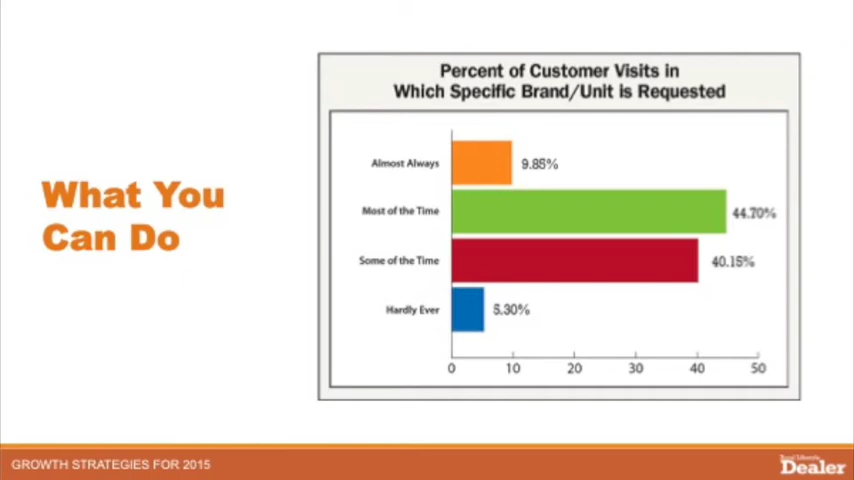 Percent of Customer Visits in
Which Specific Brand/Unit is Requested
What You
Can Do
Almost Always
9.85%
Most of the Time
44.70%
Some of the Time
40.15%
Hardly Ever
5.30%
0 10 20 30 40 50
GROWTH STRATEGIES FOR 2015
Rural Lifestyle
Dealer